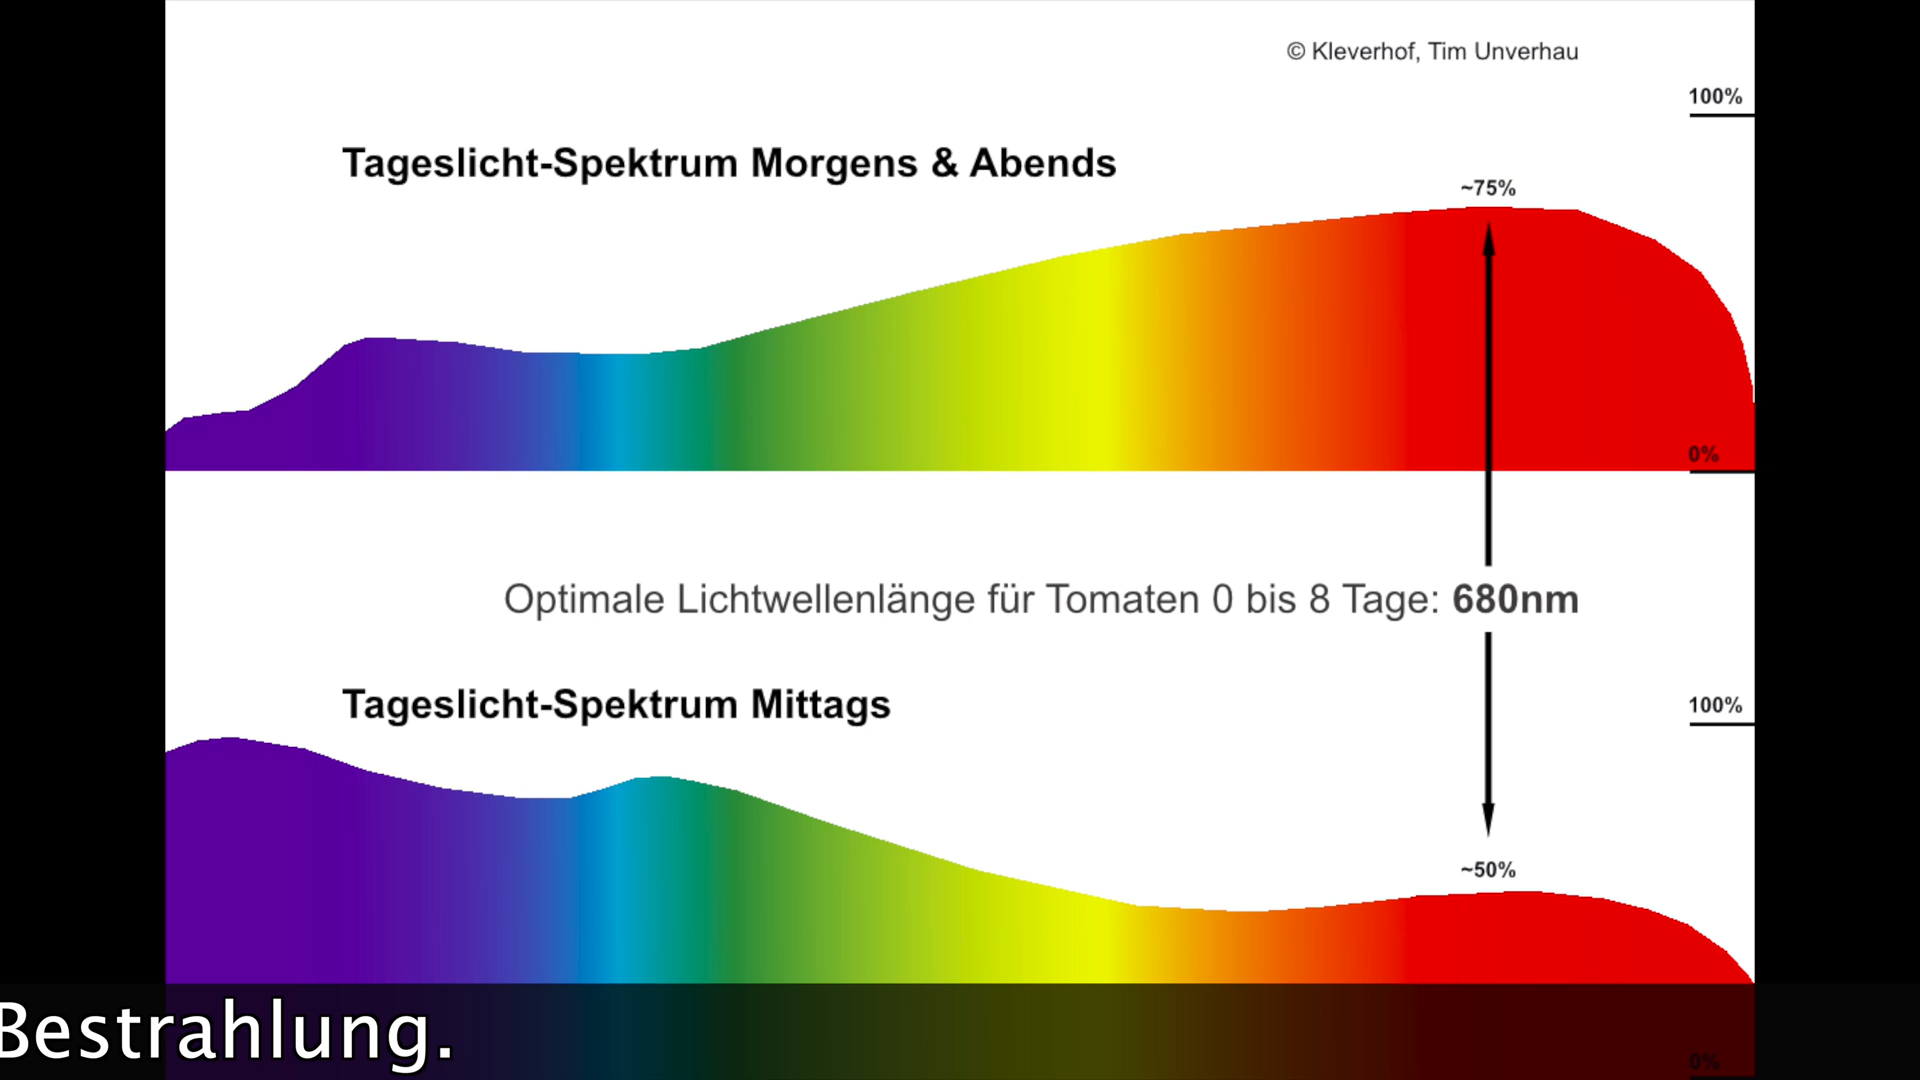 © Kleverhof, Tim Unverhau
100%
Tageslicht-Spektrum Morgens & Abends
~75%
0%
Optimale Lichtwellenlänge für Tomaten 0 bis 8 Tage: 680nm
Tageslicht-Spektrum Mittags
100%
~50%
Bestrahlung.
0%